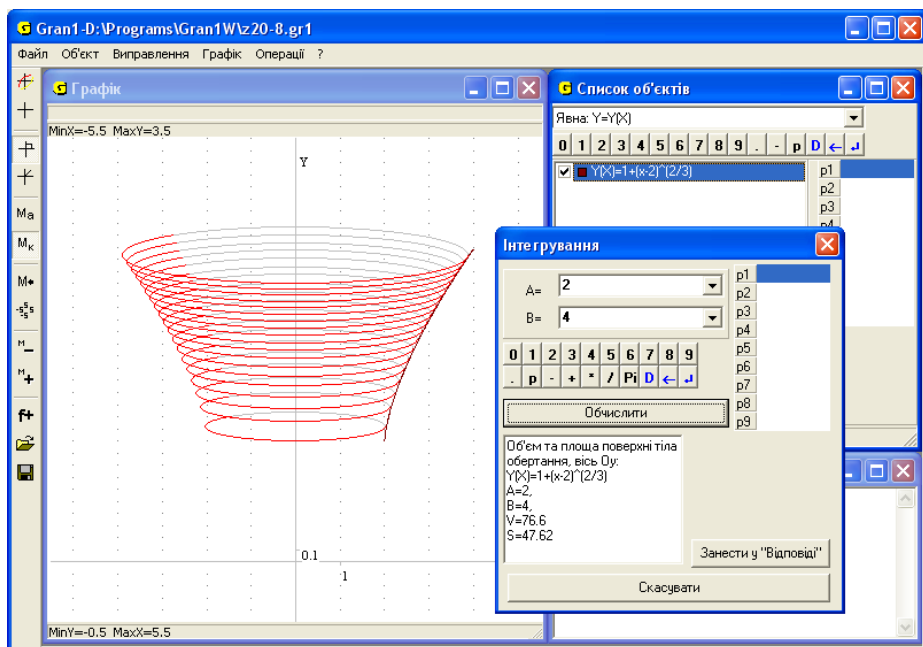 Gran1-D:\Programs\Gran1W\z20-8.gr1
Файл Об'єкт Виправлення Графік Операції ?
Графік
MinX=-5.5 MaxY=3.5
Y
0.1
1
MinY=-0.5 MaxX=5.5
Ma
Мк
M
-5 5 5
M
M+
f+
Список об'єктів
Явна: Y=Y(X)
0 1 2 3 4 5 6 7 8 9 . - p D ← ↵
Y(X)=1+(x-2)^(2/3)
p1
p2
p3
p4
Інтегрування
A= 2
B= 4
0 1 2 3 4 5 6 7 8 9
. p - + * / Pi D ← ↵
Обчислити
Об'єм та площа поверхні тіла
обертання, вісь Oy:
Y(X)=1+(x-2)^(2/3)
A=2,
B=4,
V=76.6
S=47.62
p1
p2
p3
p4
p5
p6
p7
p8
p9
Занести у "Відповіді"
Скасувати